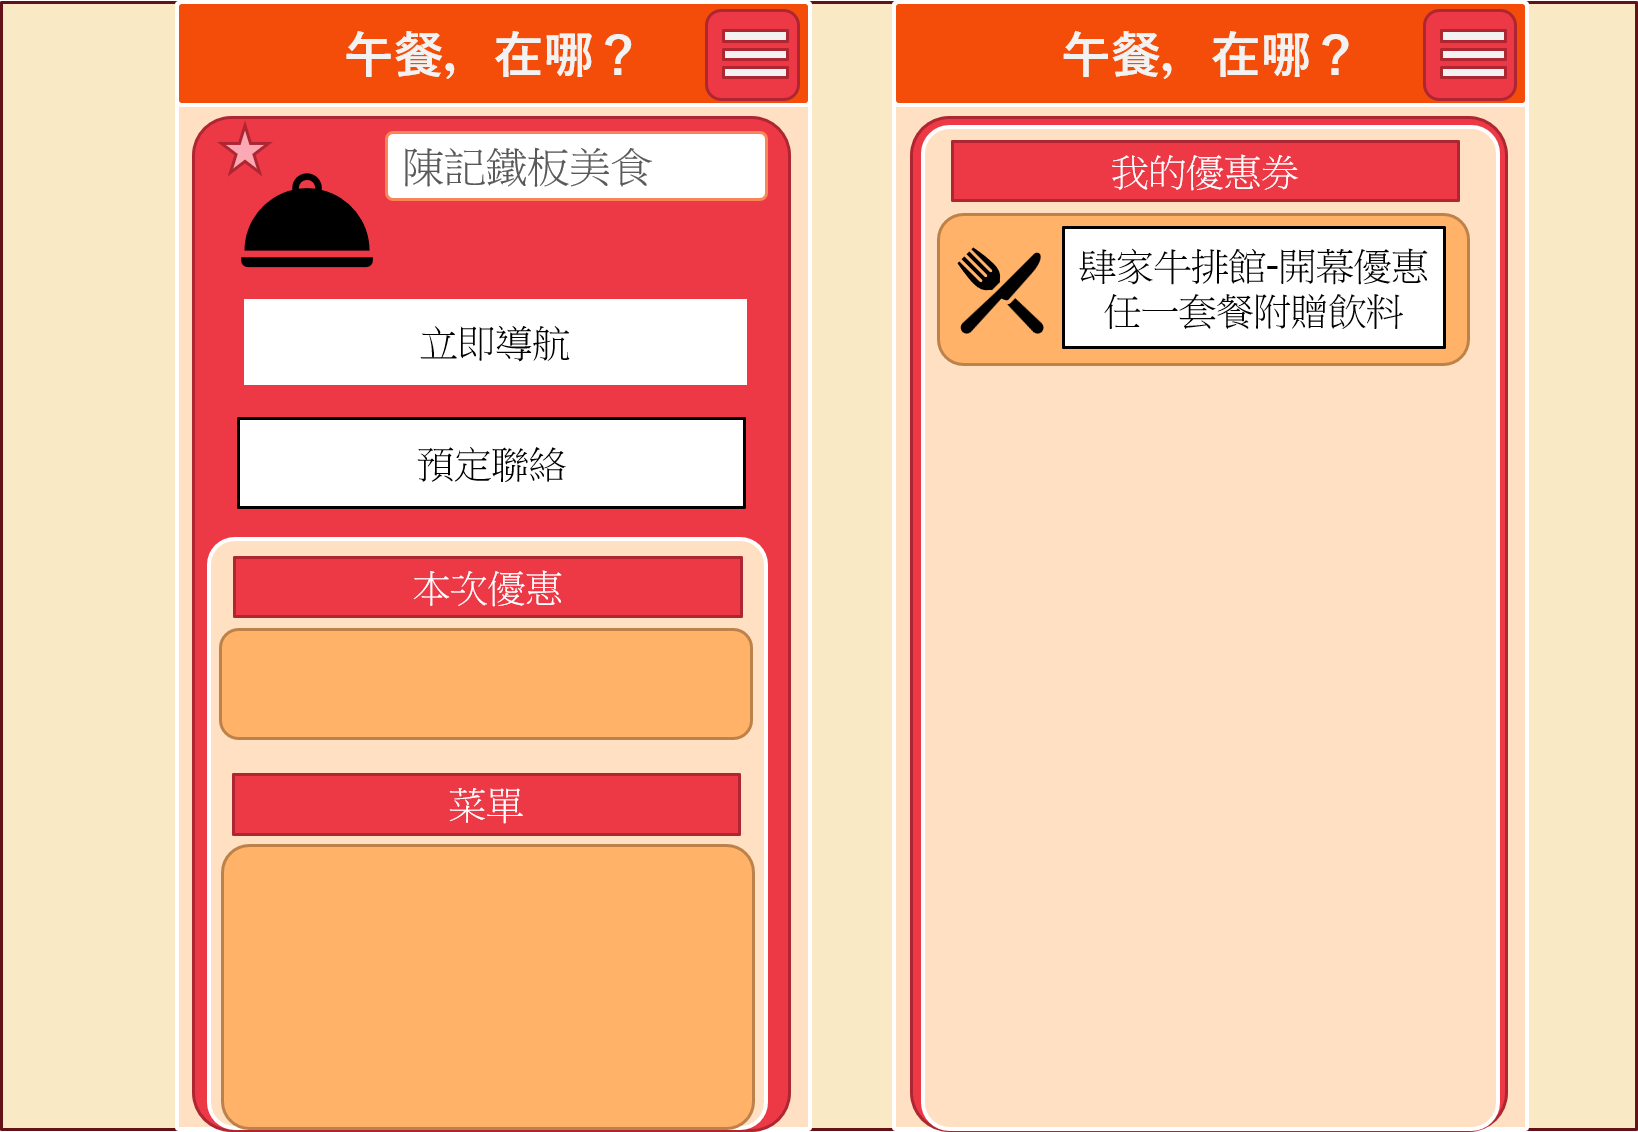 午餐，在哪？
陳記鐵板美食
立即導航
預定聯絡
本次優惠
菜單
午餐，在哪？
我的優惠券
肆家牛排館-開幕優惠
任一套餐附贈飲料